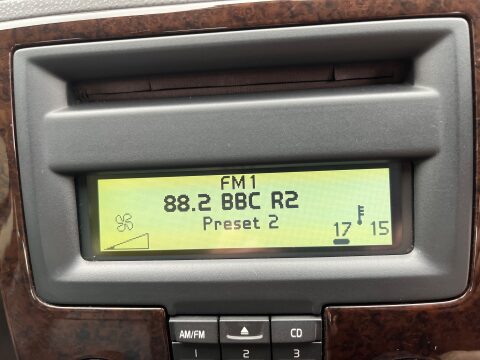 FM1
88.2 BBC R2
Preset 2
17 15
AM/FM CD
1 2 3